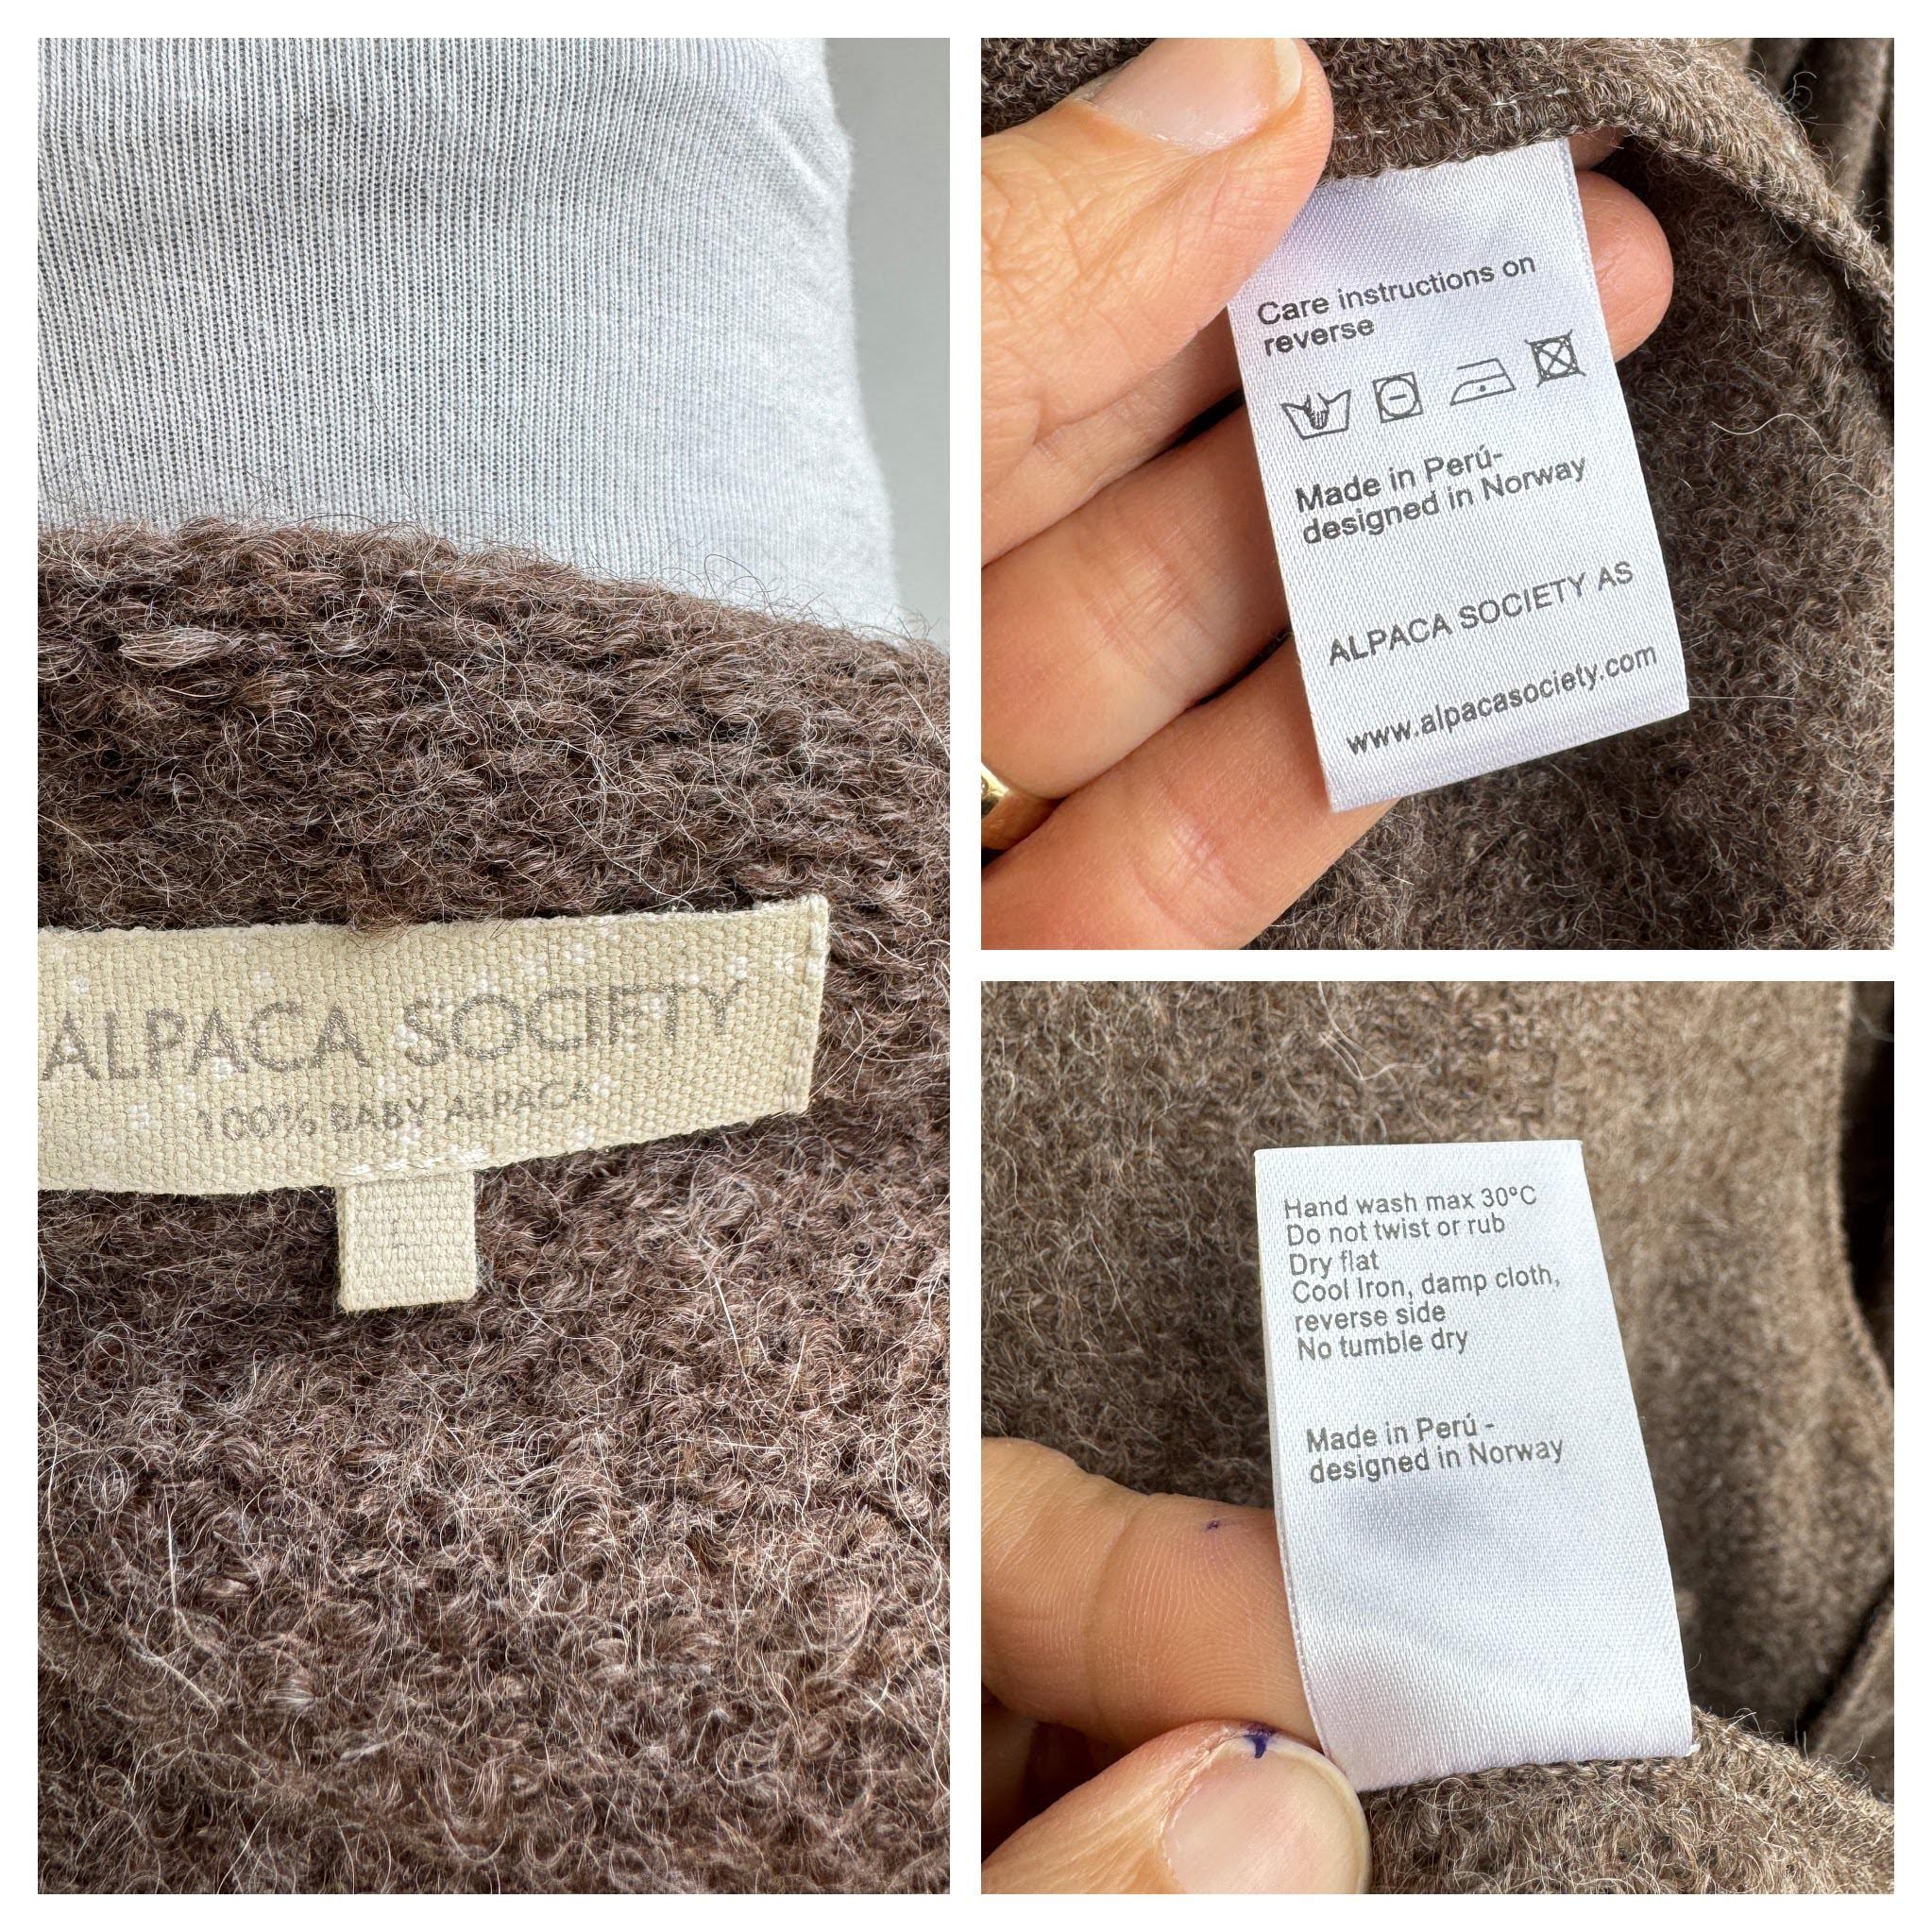 ALPACA SOCIETY
100% BABY ALPACA
L
Care instructions on
reverse
Made in Perú-
designed in Norway
ALPACA SOCIETY AS
www.alpacasociety.com
Hand wash max 30°C
Do not twist or rub
Dry flat
Cool Iron, damp cloth,
reverse side
No tumble dry
Made in Perú -
designed in Norway